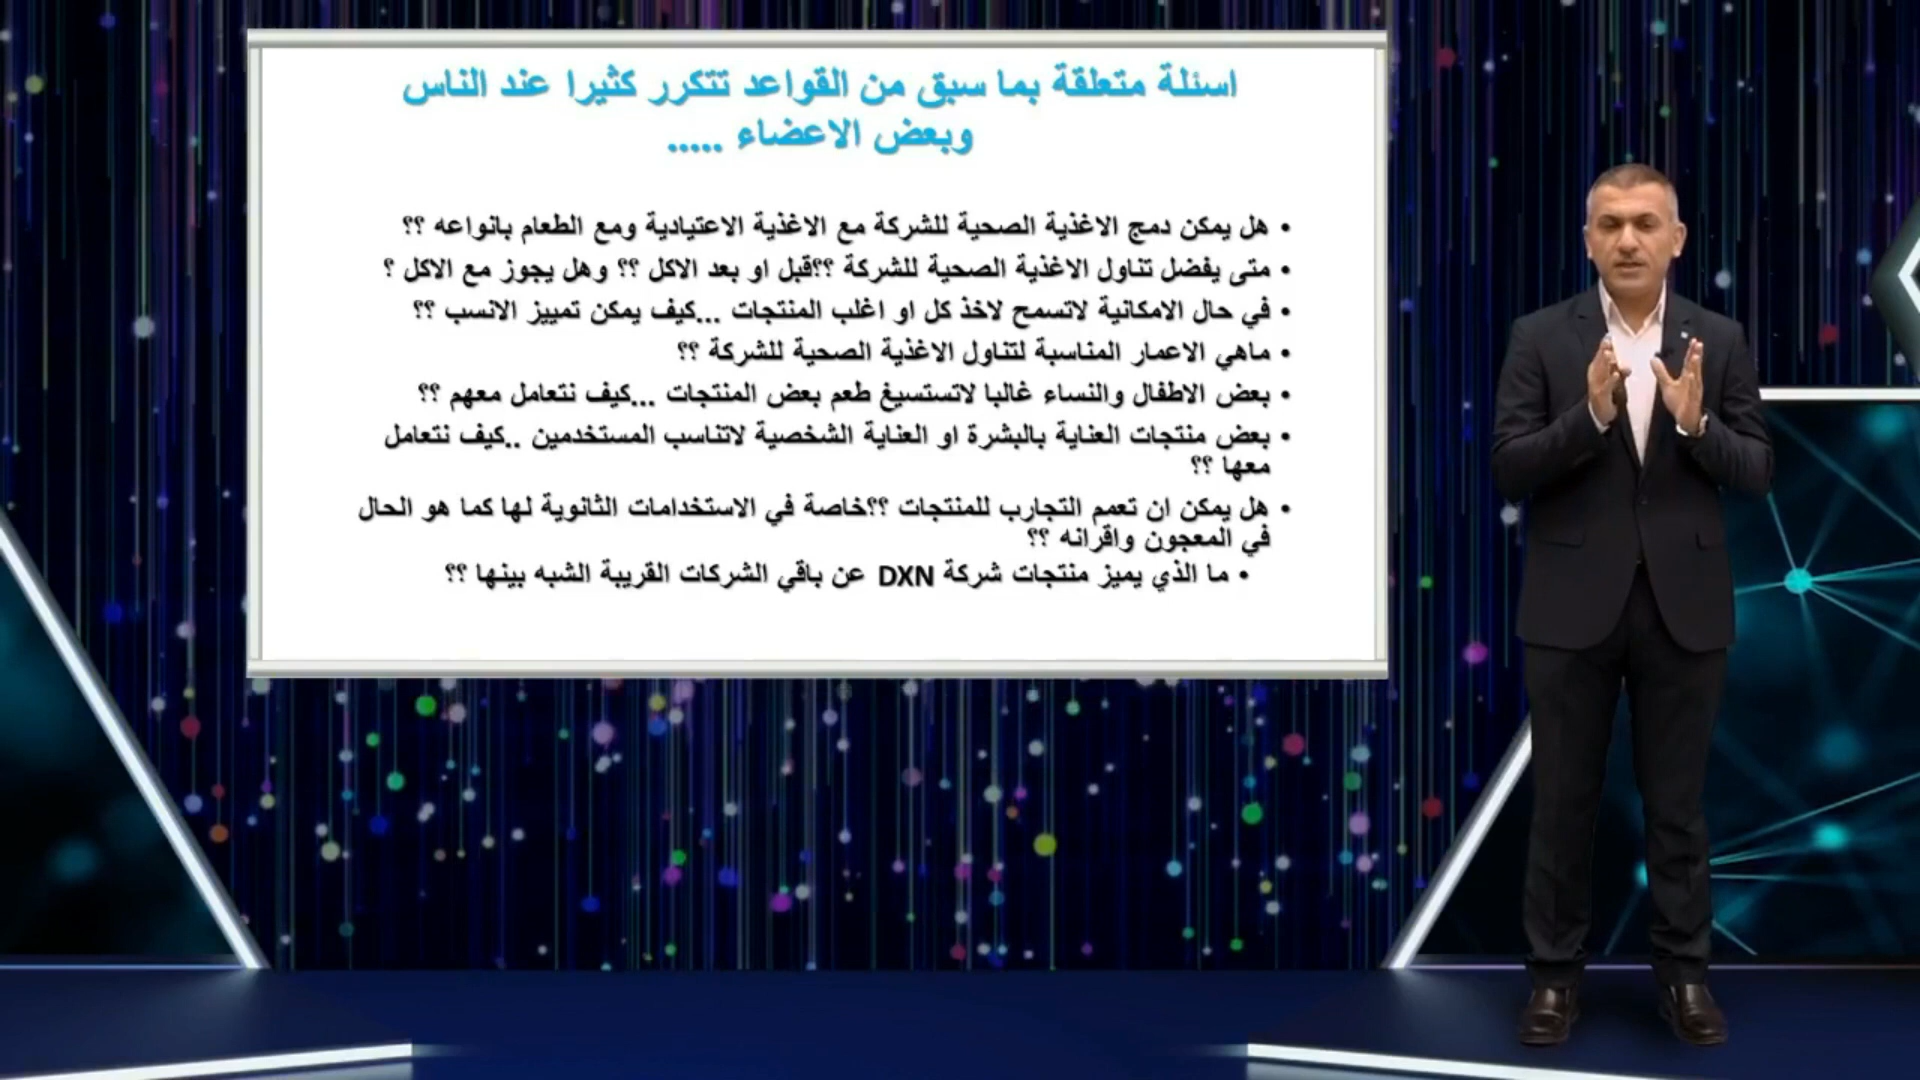 اسئلة متعلقة بما سبق من القواعد تتكرر كثيرا عند الناس
وبعض الاعضاء .....
• هل يمكن دمج الاغذية الصحية للشركة مع الاغذية الاعتيادية ومع الطعام بانواعه ؟؟
• متى يفضل تناول الاغذية الصحية للشركة ؟؟قبل او بعد الاكل ؟؟ وهل يجوز مع الاكل ؟
• في حال الامكانية لاتسمح لاخذ كل او اغلب المنتجات ...كيف يمكن تمييز الانسب ؟؟
• ماهي الاعمار المناسبة لتناول الاغذية الصحية للشركة ؟؟
• بعض الاطفال والنساء غالبا لاتستسيغ طعم بعض المنتجات ...كيف نتعامل معهم ؟؟
• بعض منتجات العناية بالبشرة او العناية الشخصية لاتناسب المستخدمين ..كيف نتعامل
معها ؟؟
• هل يمكن ان تعمم التجارب للمنتجات ؟؟خاصة في الاستخدامات الثانوية لها كما هو الحال
في المعجون واقرانه ؟؟
• ما الذي يميز منتجات شركة DXN عن باقي الشركات القريبة الشبه بينها ؟؟